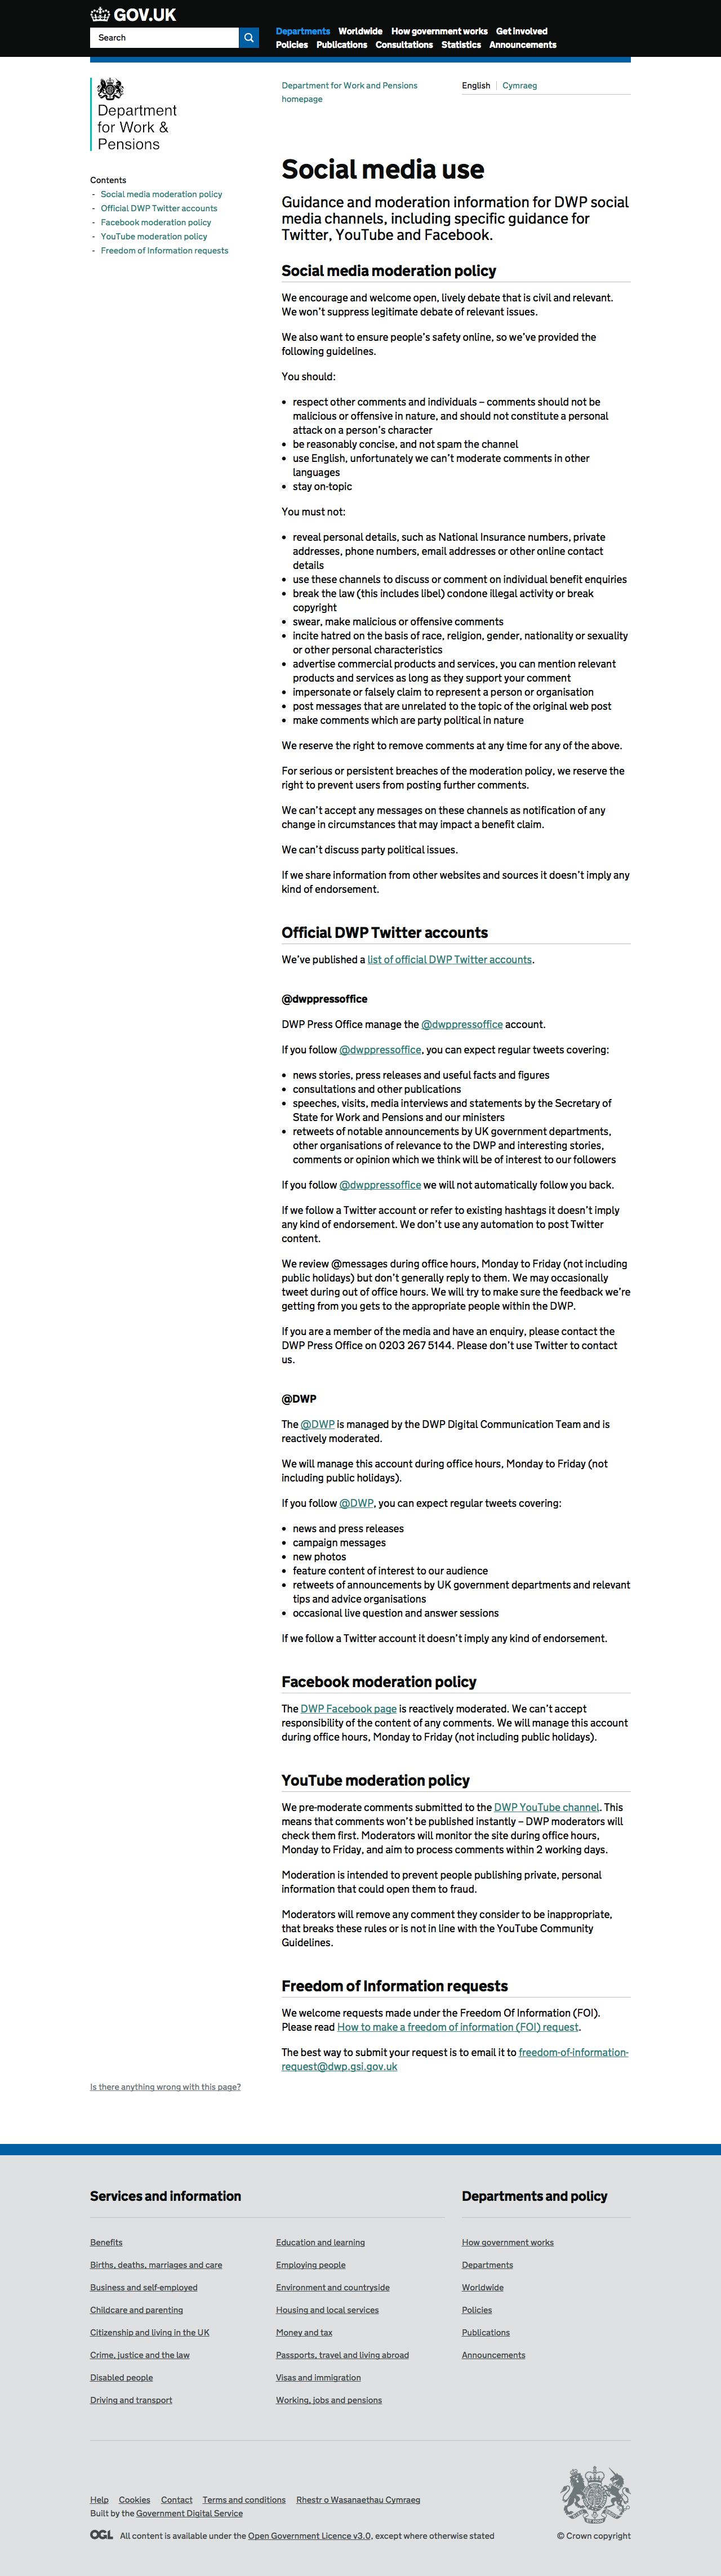 GOV.UK
Search
Departments Worldwide How government works Get involved
Policies Publications Consultations Statistics Announcements
Department
for Work &
Pensions
Department for Work and Pensions
homepage
English Cymraeg
Contents
- Social media moderation policy
- Official DWP Twitter accounts
- Facebook moderation policy
- YouTube moderation policy
- Freedom of Information requests
Social media use
Guidance and moderation information for DWP social
media channels, including specific guidance for
Twitter, YouTube and Facebook.
Social media moderation policy
We encourage and welcome open, lively debate that is civil and relevant.
We won't suppress legitimate debate of relevant issues.
We also want to ensure people's safety online, so we've provided the
following guidelines.
You should:
• respect other comments and individuals – comments should not be
malicious or offensive in nature, and should not constitute a personal
attack on a person's character
• be reasonably concise, and not spam the channel
• use English, unfortunately we can't moderate comments in other
languages
• stay on-topic
You must not:
• reveal personal details, such as National Insurance numbers, private
addresses, phone numbers, email addresses or other online contact
details
• use these channels to discuss or comment on individual benefit enquiries
• break the law (this includes libel) condone illegal activity or break
copyright
• swear, make malicious or offensive comments
• incite hatred on the basis of race, religion, gender, nationality or sexuality
or other personal characteristics
• advertise commercial products and services, you can mention relevant
products and services as long as they support your comment
• impersonate or falsely claim to represent a person or organisation
• post messages that are unrelated to the topic of the original web post
• make comments which are party political in nature
We reserve the right to remove comments at any time for any of the above.
For serious or persistent breaches of the moderation policy, we reserve the
right to prevent users from posting further comments.
We can't accept any messages on these channels as notification of any
change in circumstances that may impact a benefit claim.
We can't discuss party political issues.
If we share information from other websites and sources it doesn't imply any
kind of endorsement.
Official DWP Twitter accounts
We've published a list of official DWP Twitter accounts.
@dwppressoffice
DWP Press Office manage the @dwppressoffice account.
If you follow @dwppressoffice, you can expect regular tweets covering:
• news stories, press releases and useful facts and figures
• consultations and other publications
• speeches, visits, media interviews and statements by the Secretary of
State for Work and Pensions and our ministers
• retweets of notable announcements by UK government departments,
other organisations of relevance to the DWP and interesting stories,
comments or opinion which we think will be of interest to our followers
If you follow @dwppressoffice we will not automatically follow you back.
If we follow a Twitter account or refer to existing hashtags it doesn't imply
any kind of endorsement. We don't use any automation to post Twitter
content.
We review @messages during office hours, Monday to Friday (not including
public holidays) but don't generally reply to them. We may occasionally
tweet during out of office hours. We will try to make sure the feedback we're
getting from you gets to the appropriate people within the DWP.
If you are a member of the media and have an enquiry, please contact the
DWP Press Office on 0203 267 5144. Please don't use Twitter to contact
us.
@DWP
The @DWP is managed by the DWP Digital Communication Team and is
reactively moderated.
We will manage this account during office hours, Monday to Friday (not
including public holidays).
If you follow @DWP, you can expect regular tweets covering:
• news and press releases
• campaign messages
• new photos
• feature content of interest to our audience
• retweets of announcements by UK government departments and relevant
tips and advice organisations
• occasional live question and answer sessions
If we follow a Twitter account it doesn't imply any kind of endorsement.
Facebook moderation policy
The DWP Facebook page is reactively moderated. We can't accept
responsibility of the content of any comments. We will manage this account
during office hours, Monday to Friday (not including public holidays).
YouTube moderation policy
We pre-moderate comments submitted to the DWP YouTube channel. This
means that comments won't be published instantly – DWP moderators will
check them first. Moderators will monitor the site during office hours,
Monday to Friday, and aim to process comments within 2 working days.
Moderation is intended to prevent people publishing private, personal
information that could open them to fraud.
Moderators will remove any comment they consider to be inappropriate,
that breaks these rules or is not in line with the YouTube Community
Guidelines.
Freedom of Information requests
We welcome requests made under the Freedom Of Information (FOI).
Please read How to make a freedom of information (FOI) request.
The best way to submit your request is to email it to freedom-of-information-
request@dwp.gsi.gov.uk
Is there anything wrong with this page?
Services and information
Benefits
Births, deaths, marriages and care
Business and self-employed
Childcare and parenting
Citizenship and living in the UK
Crime, justice and the law
Disabled people
Driving and transport
Education and learning
Employing people
Environment and countryside
Housing and local services
Money and tax
Passports, travel and living abroad
Visas and immigration
Working, jobs and pensions
Departments and policy
How government works
Departments
Worldwide
Policies
Publications
Announcements
Help Cookies Contact Terms and conditions Rhestr o Wasanaethau Cymraeg
Built by the Government Digital Service
OGL All content is available under the Open Government Licence v3.0, except where otherwise stated
© Crown copyright